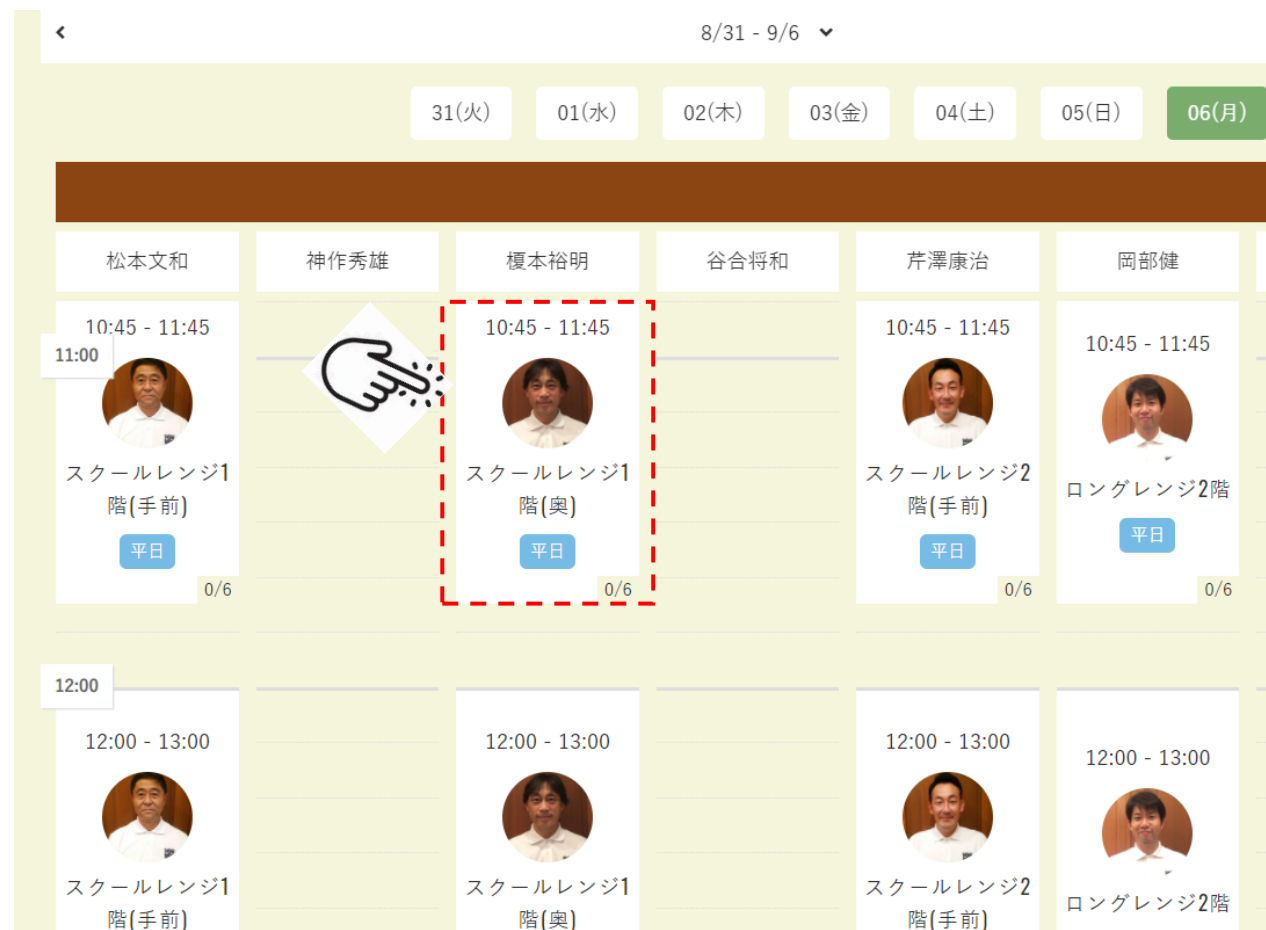 8/31 - 9/6
31(火) 01(水) 02(木) 03(金) 04(土) 05(日) 06(月)
松本文和 神作秀雄 榎本裕明 谷合将和 芹澤康治 岡部健
10:45 - 11:45 10:45 - 11:45 10:45 - 11:45 10:45 - 11:45
11:00
スクールレンジ1 スクールレンジ1 スクールレンジ2 ロングレンジ2階
階(手前) 階(奥) 階(手前)
平日 平日 平日 平日
0/6 0/6 0/6 0/6
12:00
12:00 - 13:00 12:00 - 13:00 12:00 - 13:00 12:00 - 13:00
スクールレンジ1 スクールレンジ1 スクールレンジ2 ロングレンジ2階
階(手前) 階(奥) 階(手前)